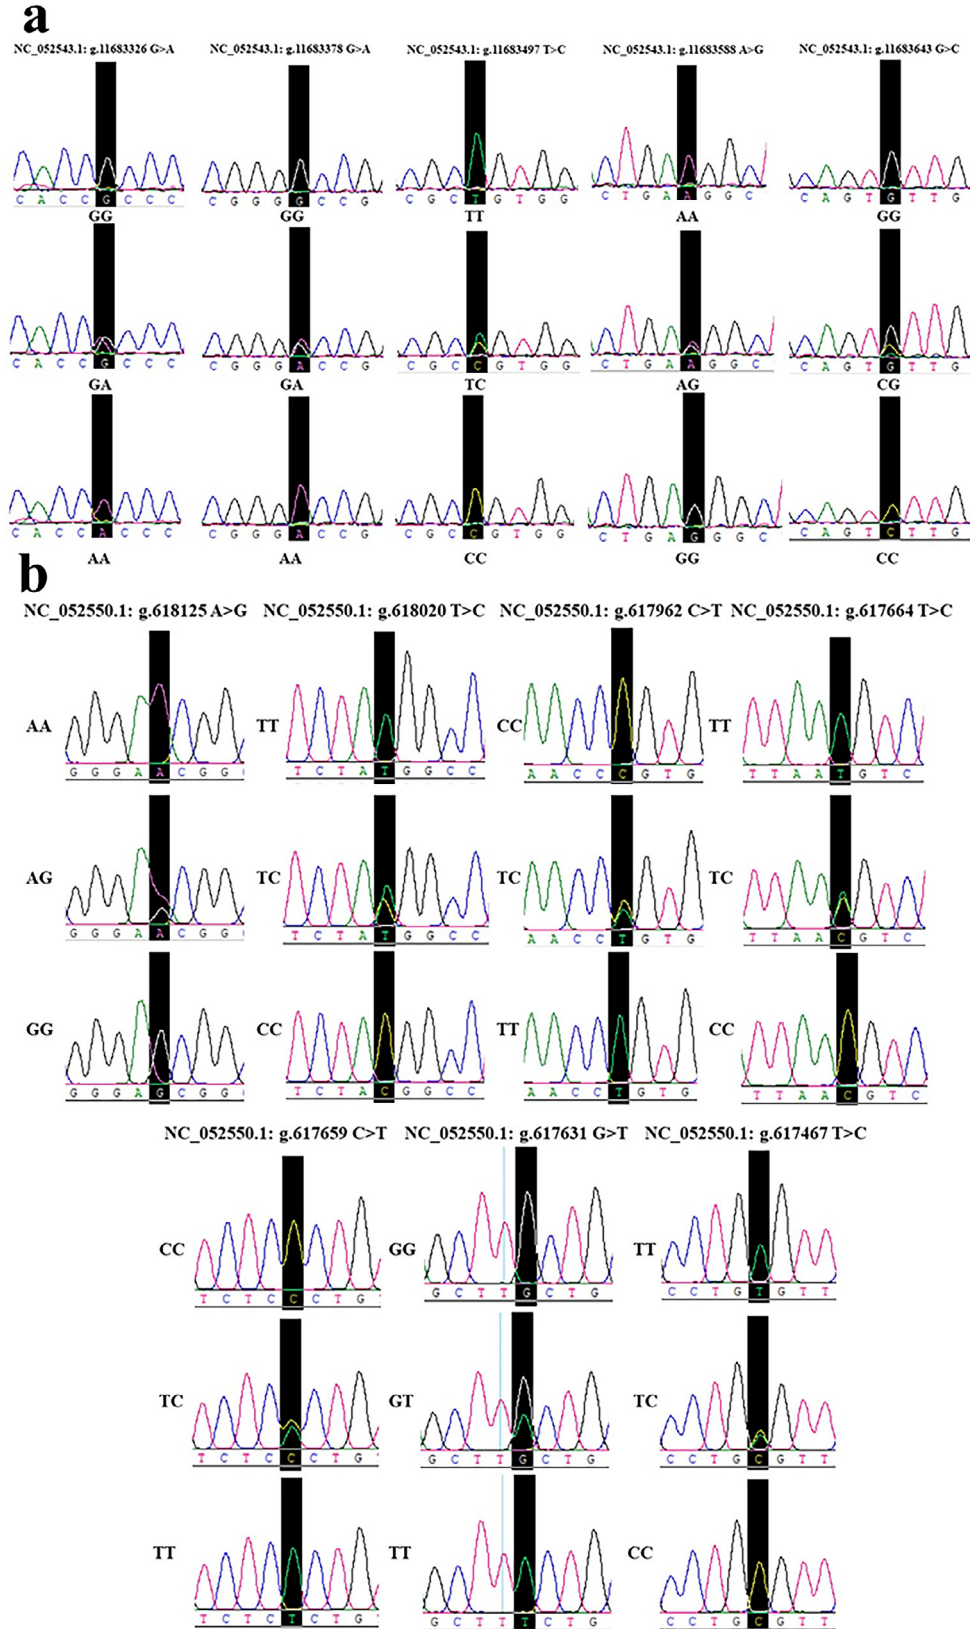 a
NC_052543.1: g.11683326 G>A NC_052543.1: g.11683378 G>A NC_052543.1: g.11683497 T>C NC_052543.1: g.11683588 A>G NC_052543.1: g.11683643 G>C
C A C C G C C C C G G G G C C G C G C T G T G G C T G A A G G C C A G T G T T G
GG GG TT AA GG
C A C C G C C C C G G G A C C G C G C C G T G G C T G A A G G C C A G T G T T G
GA GA TC AG CG
C A C C A C C C C G G G A C C G C G C C G T G G C T G A G G G C C A G T C T T G
AA AA CC GG CC
b
NC_052550.1: g.618125 A>G NC_052550.1: g.618020 T>C NC_052550.1: g.617962 C>T NC_052550.1: g.617664 T>C
AA TT CC TT
G G G A A C G G T C T A T G G C C A A C C C G T G T T A A T G T C
AG TC TC TC
G G G A A C G G T C T A T G G C C A A C C T G T G T T A A C G T C
GG CC TT CC
G G G A G C G G T C T A C G G C C A A C C T G T G T T A A C G T C
NC_052550.1: g.617659 C>T NC_052550.1: g.617631 G>T NC_052550.1: g.617467 T>C
CC GG TT
T C T C C C T G G C T T G C T G C C T G T G T T
TC GT TC
T C T C C C T G G C T T G C T G C C T G C G T T
TT TT CC
T C T C T C T G G C T T T C T G C C T G C G T T